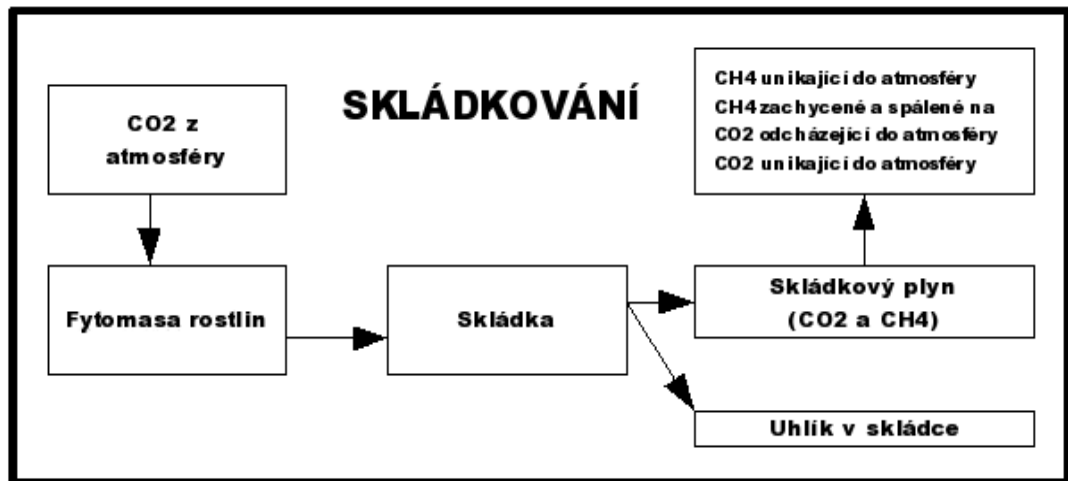 SKLÁDKOVÁNÍ
CO2 z
atmosféry
Fytomasa rostlin
Skládka
CH4 unikající do atmosféry
CH4 zachycené a spálené na
CO2 odcházející do atmosféry
CO2 unikající do atmosféry
Skládkový plyn
(CO2 a CH4)
Uhlík v skládce